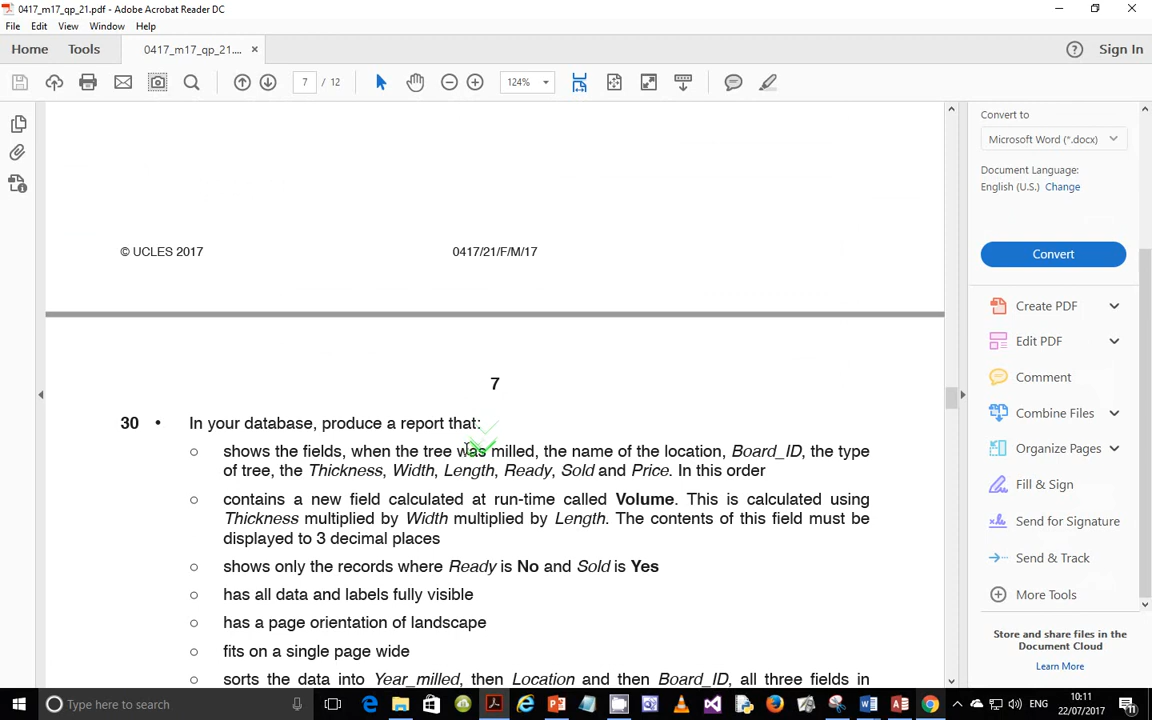 0417_m17_qp_21.pdf - Adobe Acrobat Reader DC
File Edit View Window Help
Home Tools 0417_m17_qp_21.... × Sign In
7 / 12 124%
Convert to
Microsoft Word (*.docx)
Document Language:
English (U.S.) Change
© UCLES 2017 0417/21/F/M/17
Convert
Create PDF
Edit PDF
7
Comment
Combine Files
30 • In your database, produce a report that:
shows the fields, when the tree was milled, the name of the location, Board_ID, the type
Organize Pages
of tree, the Thickness, Width, Length, Ready, Sold and Price. In this order
Fill & Sign
contains a new field calculated at run-time called Volume. This is calculated using
Thickness multiplied by Width multiplied by Length. The contents of this field must be
Send for Signature
displayed to 3 decimal places
Send & Track
shows only the records where Ready is No and Sold is Yes
has all data and labels fully visible
More Tools
has a page orientation of landscape
Store and share files in the
Document Cloud
fits on a single page wide
Learn More
sorts the data into Year_milled, then Location and then Board_ID, all three fields in
Type here to search
ENG
10:11
22/07/2017